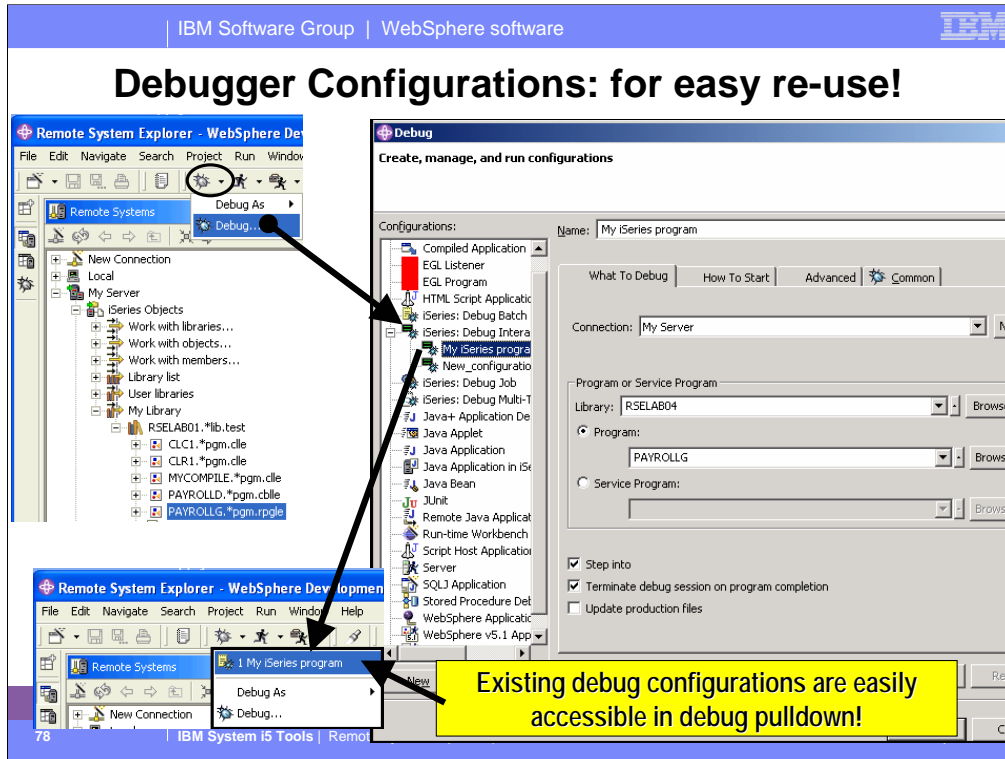 IBM Software Group | WebSphere software
IBM
Debugger Configurations: for easy re-use!
Remote System Explorer - WebSphere Dev
File Edit Navigate Search Project Run Window
Debug As
Debug...
Remote Systems
New Connection
Local
My Server
iSeries Objects
Work with libraries...
Work with objects...
Work with members...
Library list
User libraries
My Library
RSELAB01.*lib.test
CLC1.*pgm.clle
CLR1.*pgm.clle
MYCOMPILE.*pgm.clle
PAYROLLD.*pgm.cblle
PAYROLLG.*pgm.rpgle
Debug
Create, manage, and run configurations
Configurations:
Compiled Application
EGL Listener
EGL Program
HTML Script Applicatic
iSeries: Debug Batch
iSeries: Debug Intera
My iSeries progra
New_configuratio
iSeries: Debug Job
iSeries: Debug Multi-T
Java+ Application De
Java Applet
Java Application
Java Application in iSe
Java Bean
JUnit
Remote Java Applicat
Run-time Workbench
Script Host Application
Server
SQLJ Application
Stored Procedure Det
WebSphere Applicatic
WebSphere v5.1 App
New
Name: My iSeries program
What To Debug How To Start Advanced Common
Connection: My Server N
Program or Service Program
Library: RSELAB04 Browse
Program:
PAYROLLG Brows
Service Program:
Brows
Step into
Terminate debug session on program completion
Update production files
Re
C
Remote System Explorer - WebSphere Developmen
File Edit Navigate Search Project Run Window Help
Remote Systems
New Connection
1 My iSeries program
Debug As
Debug...
Existing debug configurations are easily
accessible in debug pulldown!
78
IBM System i5 Tools | Remot